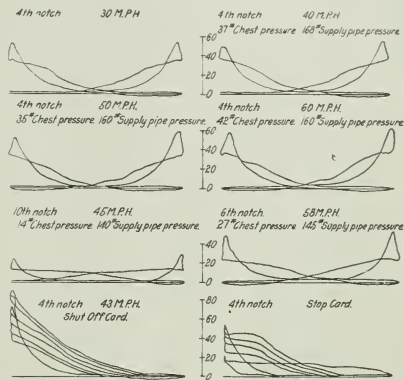 4th notch 30 M.P.H
4th notch 40 M.P.H
37# Chest pressure 168# Supply pipe pressure
60
40
20
0
4th notch 50 M.P.H.
35# Chest pressure. 160# Supply pipe pressure
4th notch 60 M.P.H.
42# Chest pressure 160# Supply pipe pressure
60
40
20
0
10th notch 45 M.P.H.
14# Chest pressure. 140# Supply pipe pressure
6th notch. 58 M.P.H.
27# Chest pressure 145# Supply pipe pressure.
40
20
0
4th notch 43 M.P.H.
Shut Off Card.
4th notch Stop Card.
80
60
40
20
0